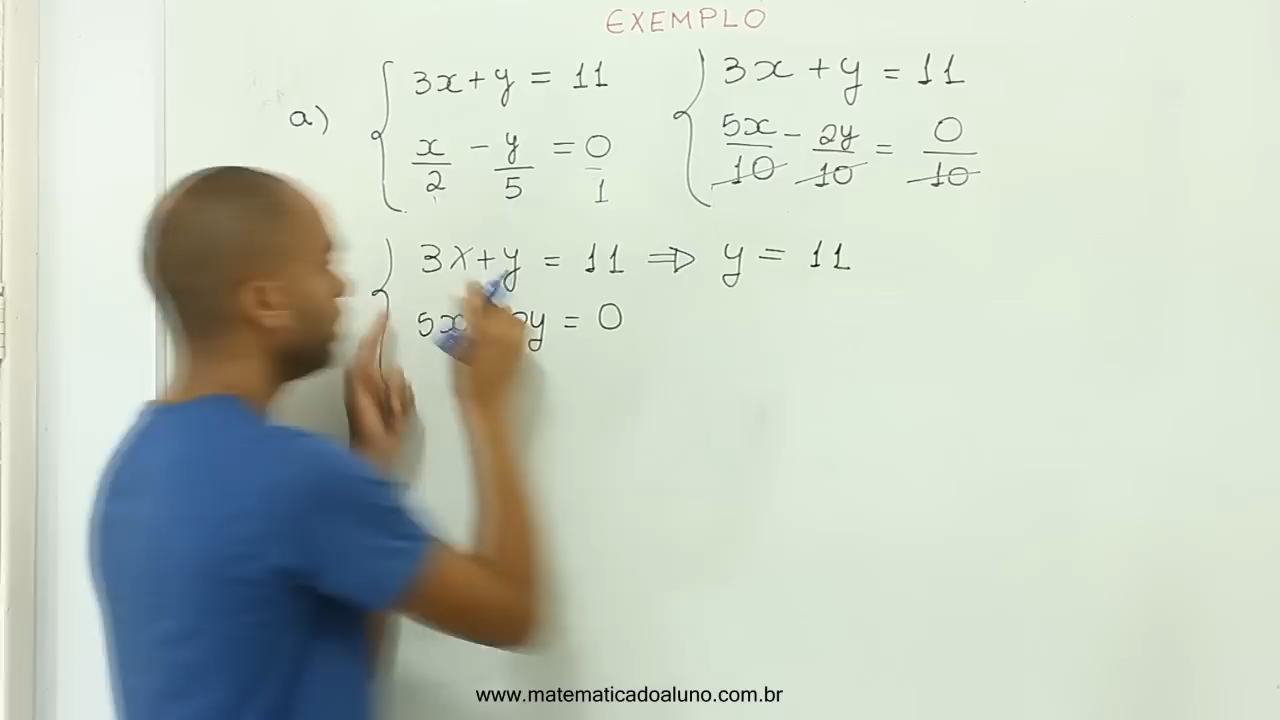 EXEMPLO
a) { 3x + y = 11
x/2 - y/5 = 0/1
{ 3x + y = 11
5x/10 - 2y/10 = 0/10
{ 3x + y = 11 ⇒ y = 11
5x y = 0
www.matematicadoaluno.com.br